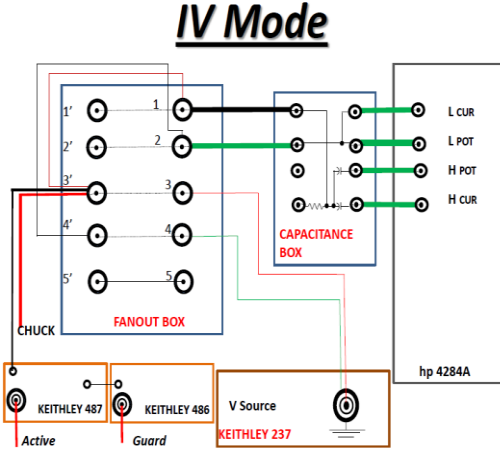 IV Mode
1' 1
2' 2
3' 3
4' 4
5' 5
FANOUT BOX
CHUCK
CAPACITANCE
BOX
L CUR
L POT
H POT
H CUR
hp 4284A
KEITHLEY 487
KEITHLEY 486
V Source
KEITHLEY 237
Active
Guard